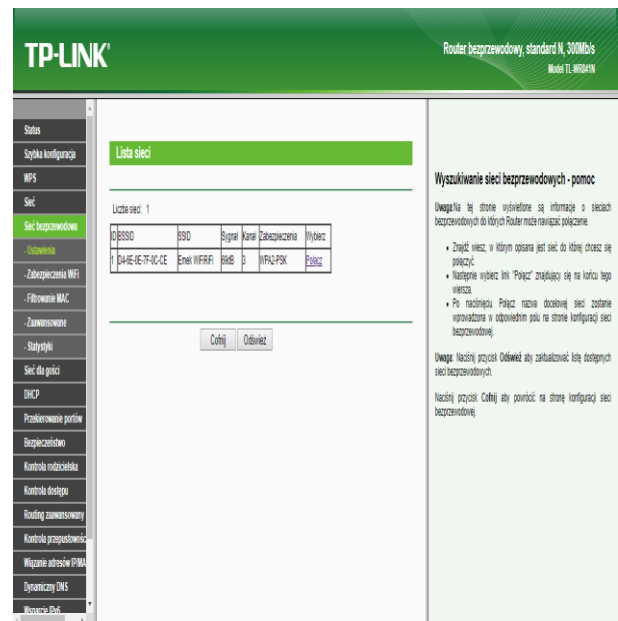 TP-LINK®
Router bezprzewodowy, standard N, 300Mb/s
Model TL-WR841N
Status
Szybka konfiguracja
WPS
Sieć
Sieć bezprzewodowa
- Ustawienia
- Zabezpieczenia WiFi
- Filtrowanie MAC
- Zaawansowane
- Statystyki
Sieć dla gości
DHCP
Przekierowanie portów
Bezpieczeństwo
Kontrola rodzicielska
Kontrola dostępu
Routing zaawansowany
Kontrola przepustowośc
Wiązanie adresów IP/MA
Dynamiczny DNS
Wsparcie IPv6
Lista sieci
Liczba sieci: 1
ID BSSID SSID Sygnał Kanał Zabezpieczenia Wybierz
1 D4-6E-0E-7F-0C-CE Emek WIFIRIFI 69dB 3 WPA2-PSK Połącz
Cofnij Odśwież
Wyszukiwanie sieci bezprzewodowych - pomoc
Uwaga:Na tej stronie wyświetlone są informacje o sieciach
bezprzewodowych do których Router może nawiązać połączenie.
• Znajdź wiesz, w którym opisana jest sieć do której chcesz się
połączyć.
• Następnie wybierz link "Połącz" znajdujący się na końcu tego
wiersza.
• Po naciśnięciu Połącz nazwa docelowej sieci zostanie
wprowadzona w odpowiednim polu na stronie konfiguracji sieci
bezprzewodowej.
Uwaga: Naciśnij przycisk Odśwież aby zaktualizować listę dostępnych
sieci bezprzewodowych.
Naciśnij przycisk Cofnij aby powrócić na stronę konfiguracji sieci
bezprzewodowej.